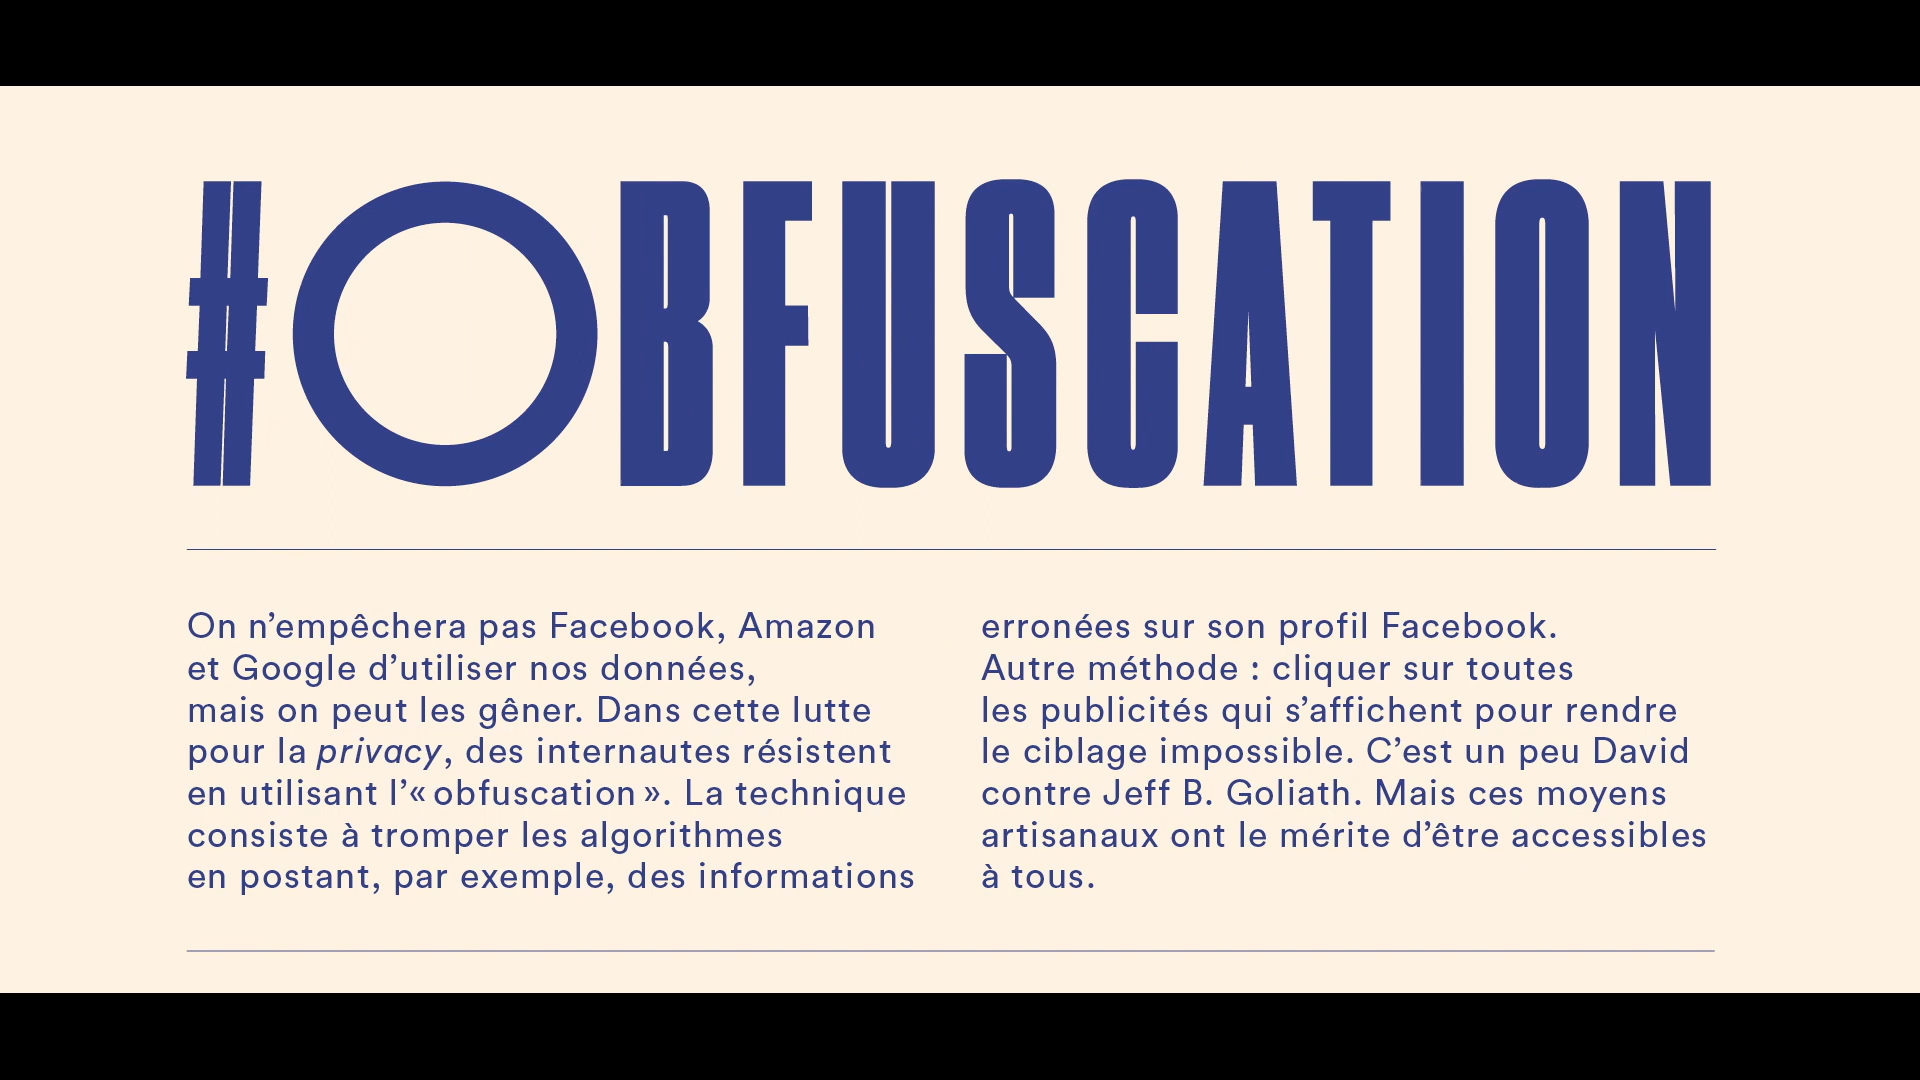 #OBFUSCATION
On n’empêchera pas Facebook, Amazon
et Google d’utiliser nos données,
mais on peut les gêner. Dans cette lutte
pour la privacy, des internautes résistent
en utilisant l’« obfuscation ». La technique
consiste à tromper les algorithmes
en postant, par exemple, des informations
erronées sur son profil Facebook.
Autre méthode : cliquer sur toutes
les publicités qui s’affichent pour rendre
le ciblage impossible. C’est un peu David
contre Jeff B. Goliath. Mais ces moyens
artisanaux ont le mérite d’être accessibles
à tous.